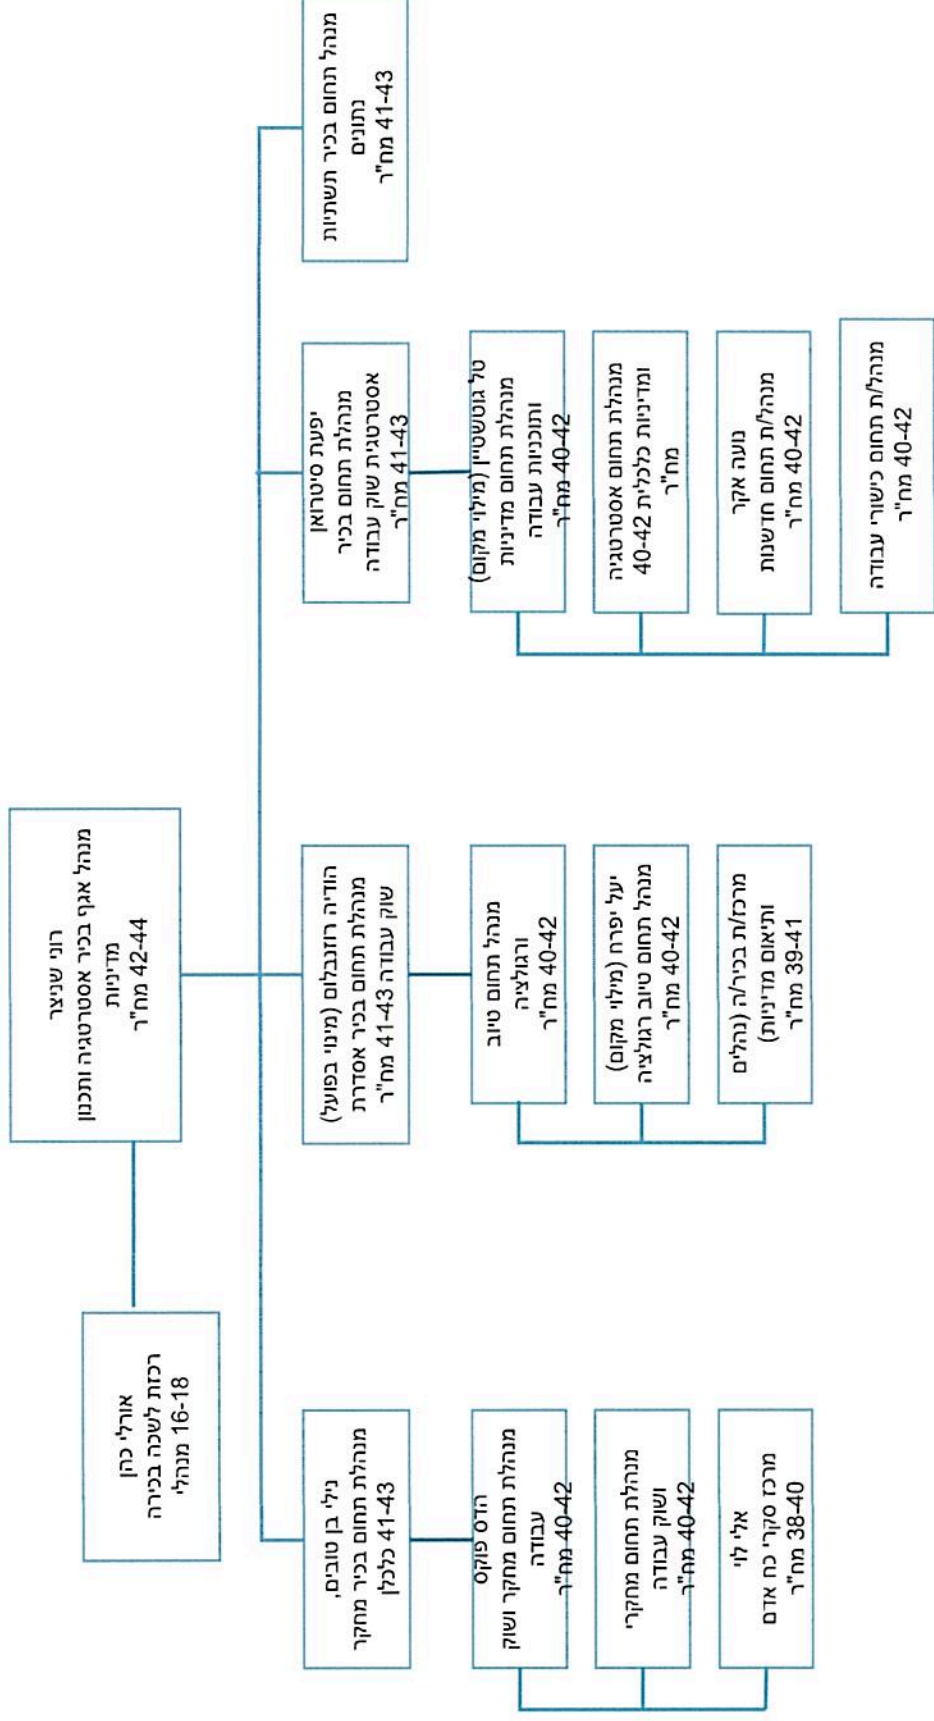 רוני שניצר
מנהל אגף בכיר אסטרטגיה ותכנון
מדיניות
42-44 מח"ר
אורלי כהן
רכזת לשכה בכירה
16-18 מנהלי
מנהל תחום בכיר תשתיות
נתונים
41-43 מח"ר
יפעת סיטרואן
מנהלת תחום בכיר
אסטרטגית שוק עבודה
41-43 מח"ר
הודיה רוזנבלום (מינוי בפועל)
מנהלת תחום בכיר אסדרת
שוק עבודה 41-43 מח"ר
נילי בן טובים,
מנהלת תחום בכיר מחקר
41-43 כלכלן
טל גוטשטיין (מילוי מקום)
מנהלת תחום מדיניות
ותוכניות עבודה
40-42 מח"ר
מנהלת תחום אסטרטגיה
ומדיניות כללית 40-42
מח"ר
נועה אקר
מנהל/ת תחום חדשנות
40-42 מח"ר
מנהל/ת תחום כישורי עבודה
40-42 מח"ר
מנהל תחום טיוב
ורגולציה
40-42 מח"ר
יעל יפרח (מילוי מקום)
מנהל תחום טיוב רגולציה
40-42 מח"ר
מרכז/ת בכיר/ה (נהלים
ותיאום מדיניות)
39-41 מח"ר
הדס פוקס
מנהלת תחום מחקר ושוק
עבודה
40-42 מח"ר
מנהלת תחום מחקרי
ושוק עבודה
40-42 מח"ר
אלי לוי
מרכז סקרי כח אדם
38-40 מח"ר